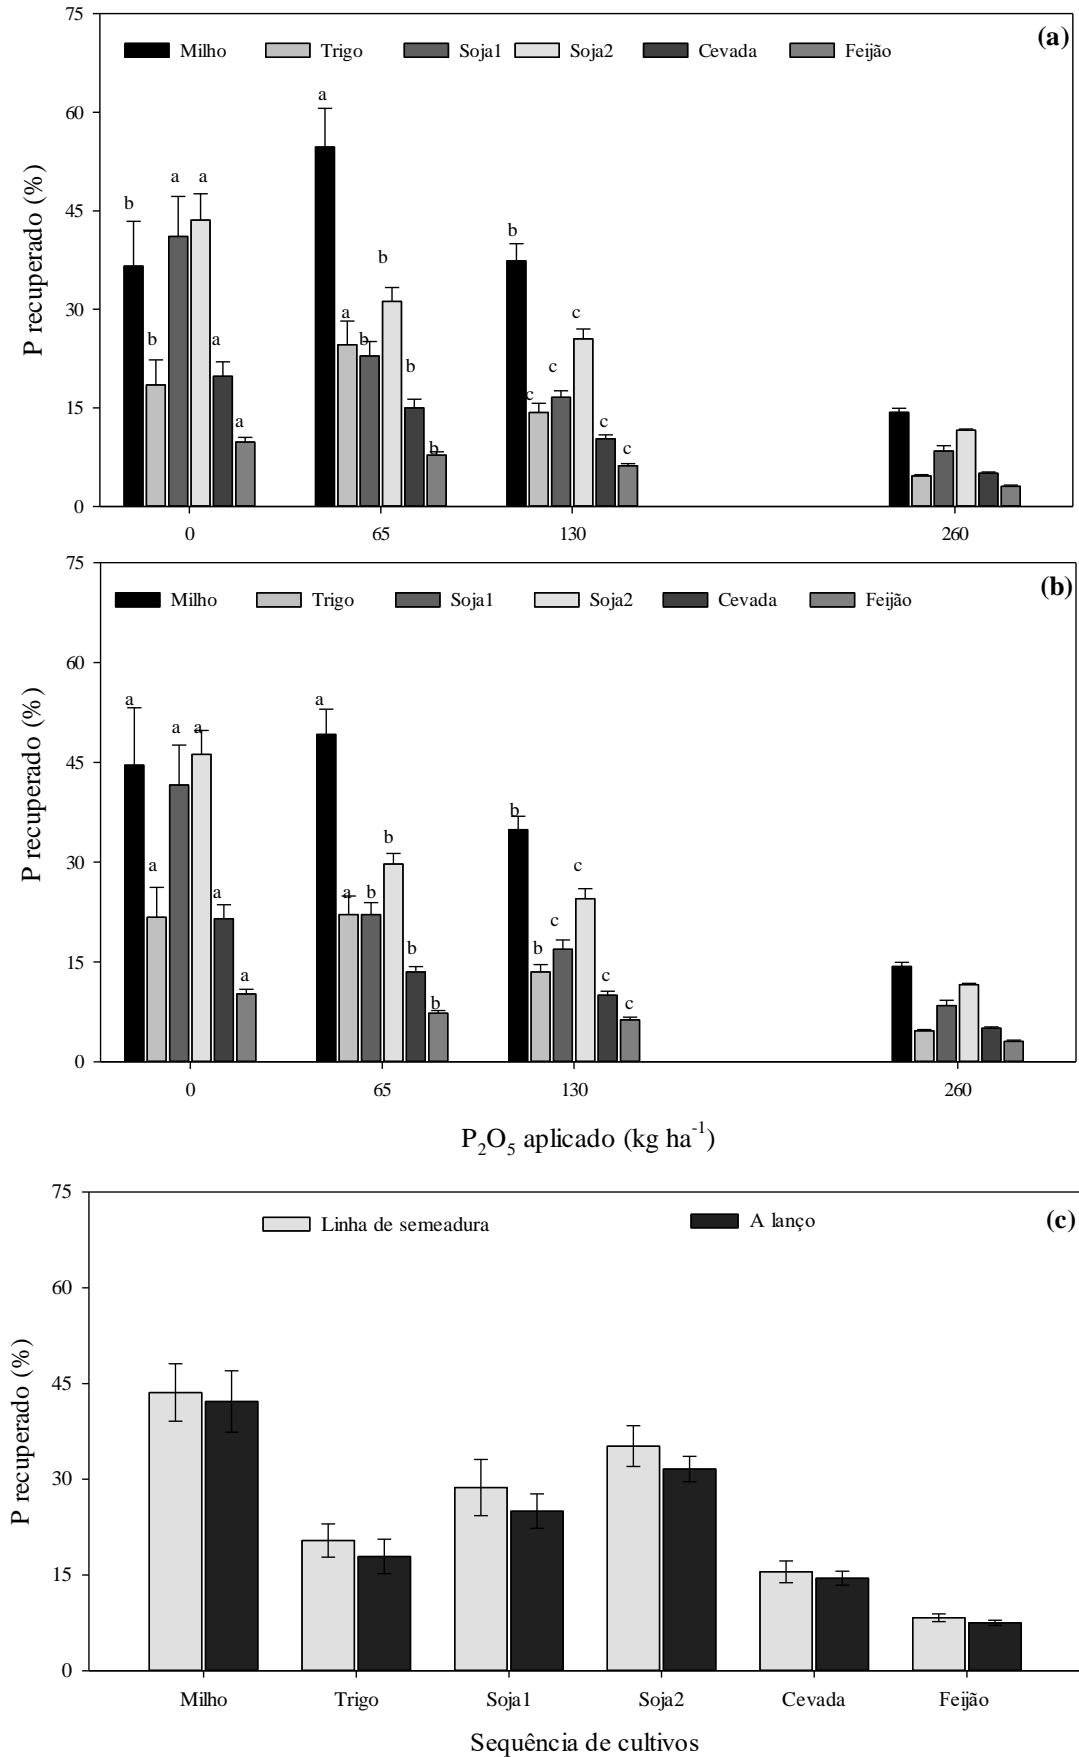 75
(a)
Milho Trigo Soja1 Soja2 Cevada Feijão
a
60
a a
b
45
b
b b
30
b a b c
a
c
15
c b c
a
b c
0
0 65 130 260
P recuperado (%)
75
(b)
Milho Trigo Soja1 Soja2 Cevada Feijão
60
a a
a a
45
b
30
a b c
a a b
c
b b
15
a c
b c
0
0 65 130 260
P recuperado (%)
P₂O₅ aplicado (kg ha⁻¹)
75
Linha de semeadura A lanço (c)
60
45
30
15
0
P recuperado (%)
Milho Trigo Soja1 Soja2 Cevada Feijão
Sequência de cultivos